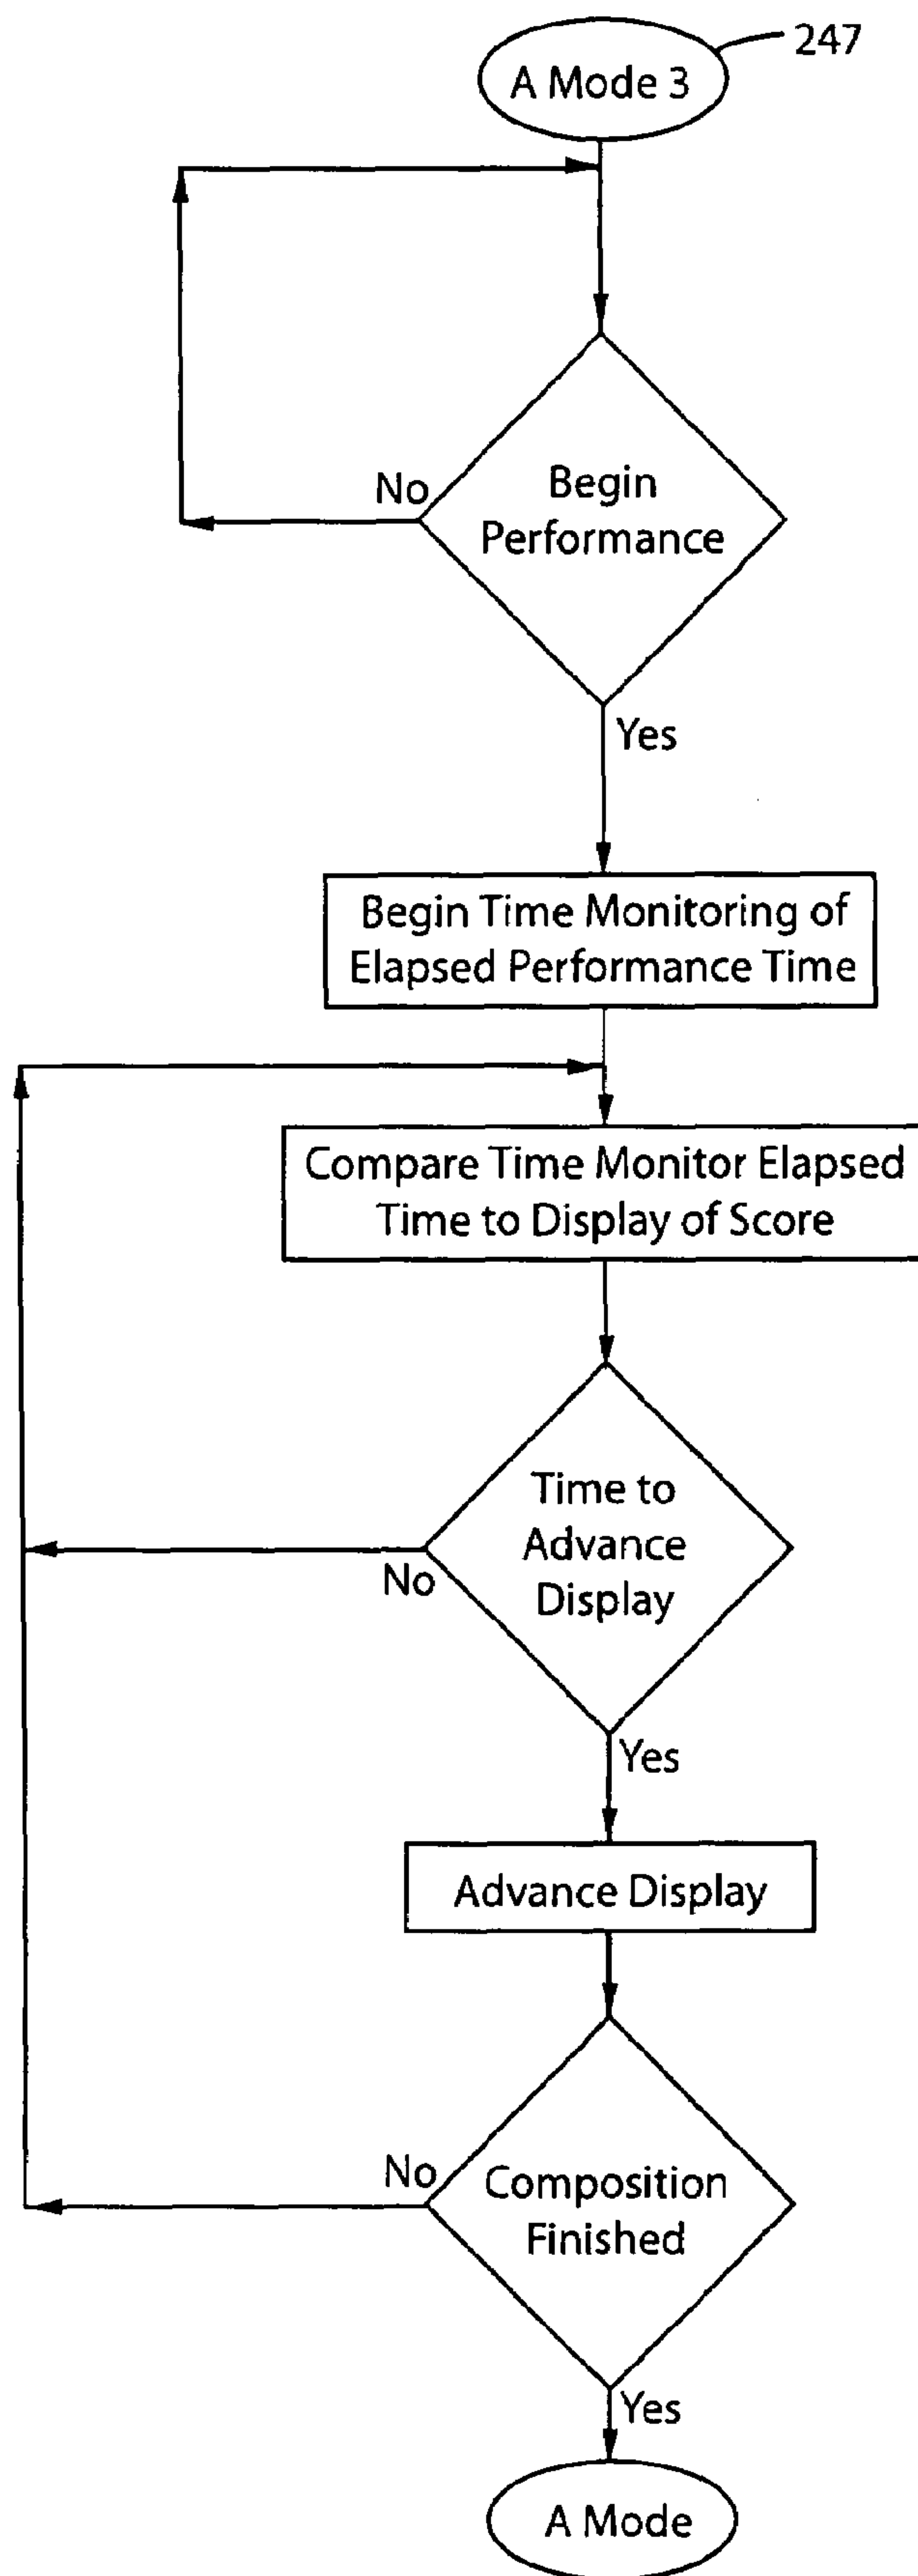 247
A Mode 3
No
Begin
Performance
Yes
Begin Time Monitoring of
Elapsed Performance Time
Compare Time Monitor Elapsed
Time to Display of Score
Time to
Advance
Display
No
Yes
Advance Display
No
Composition
Finished
Yes
A Mode